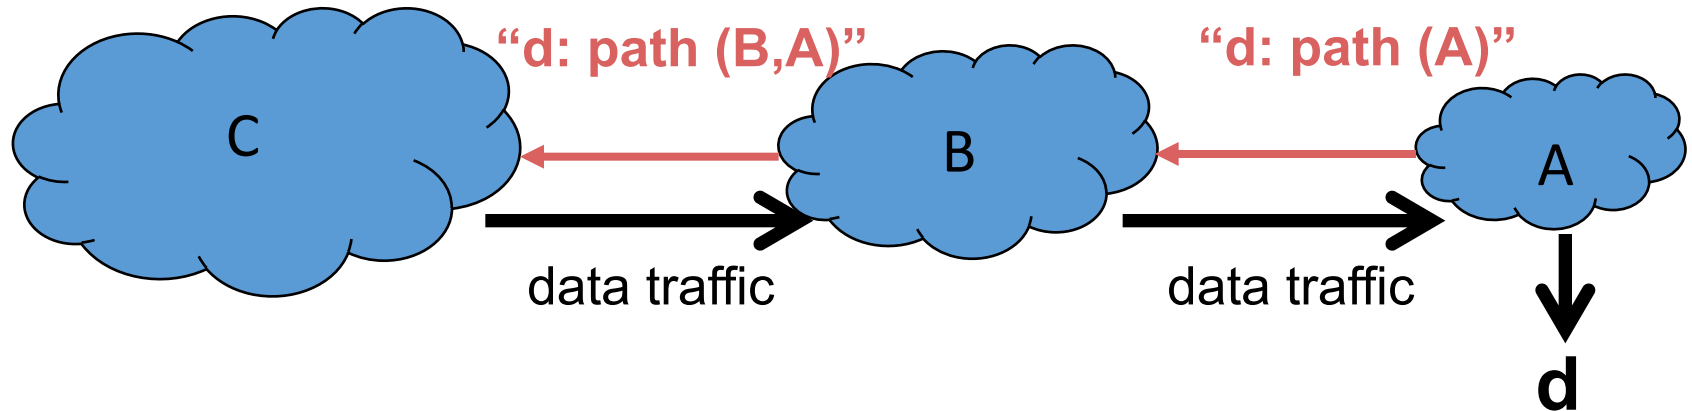 “d: path (B,A)”
“d: path (A)”
C
B
A
data traffic
data traffic
d